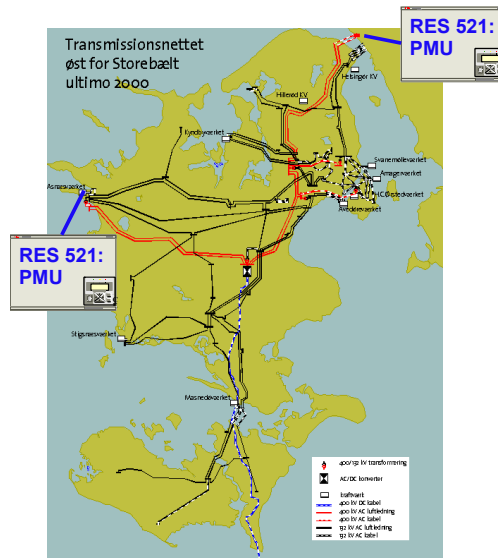 RES 521:
PMU
Transmissionsnettet
øst for Storebælt
ultimo 2000
Helsingør KV
Hillerød KV
Kyndbyværket
Svanemølleværket
Amagerværket
Asnæsværket
H.C.Ørstedværket
Avedøreværket
RES 521:
PMU
Stigsnæsværket
Masnedøværket
400/132 kV transformering
AC/DC konverter
kraftværk
400 kV DC kabel
400 kV AC luftledning
400 kV AC kabel
132 kV AC luftledning
132 kV AC kabel